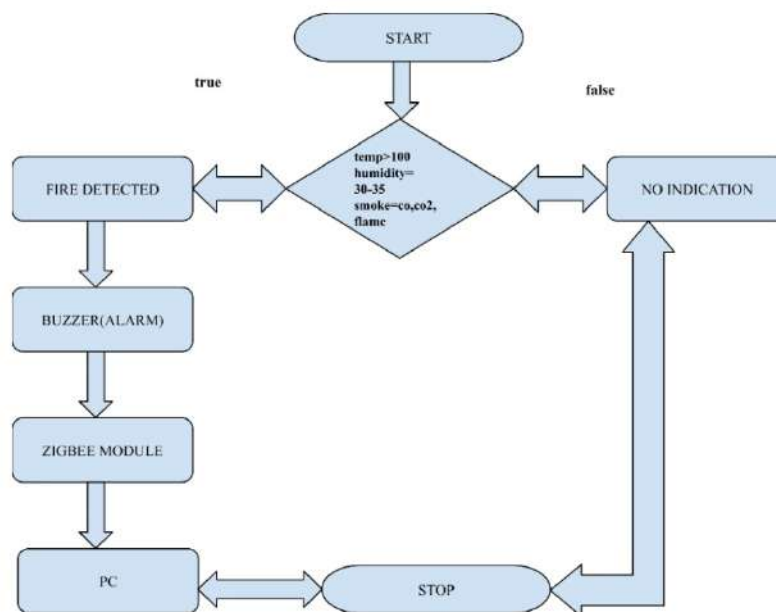 START
true
false
temp>100
humidity=
30-35
smoke=co,co2,
flame
FIRE DETECTED
NO INDICATION
BUZZER(ALARM)
ZIGBEE MODULE
PC
STOP